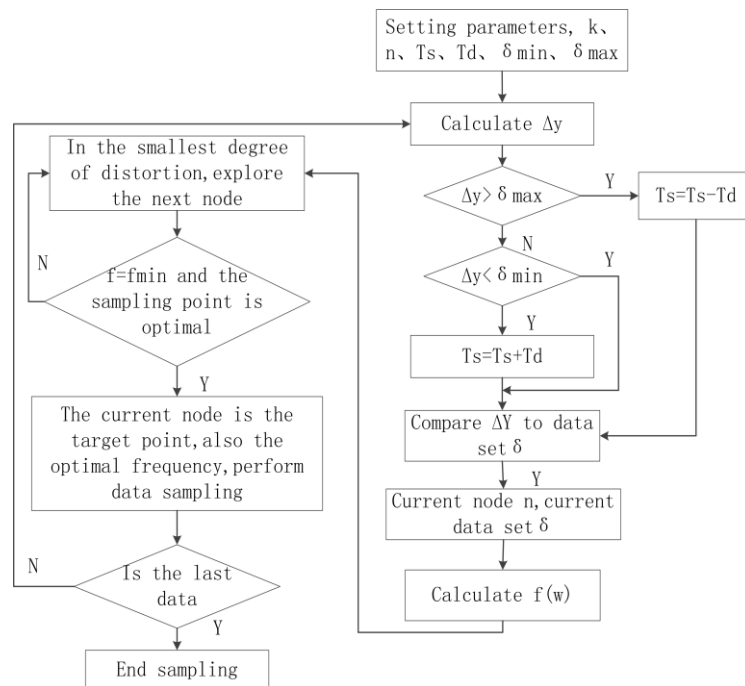 Setting parameters, k、
n、Ts、Td、δmin、δmax
Calculate Δy
Δy>δmax
Y
Ts=Ts-Td
N
Δy<δmin
Y
Y
Ts=Ts+Td
Compare ΔY to data
set δ
Y
Current node n,current
data set δ
Calculate f(w)
In the smallest degree
of distortion,explore
the next node
N
f=fmin and the
sampling point is
optimal
Y
The current node is the
target point,also the
optimal frequency,perform
data sampling
N
Is the last
data
Y
End sampling